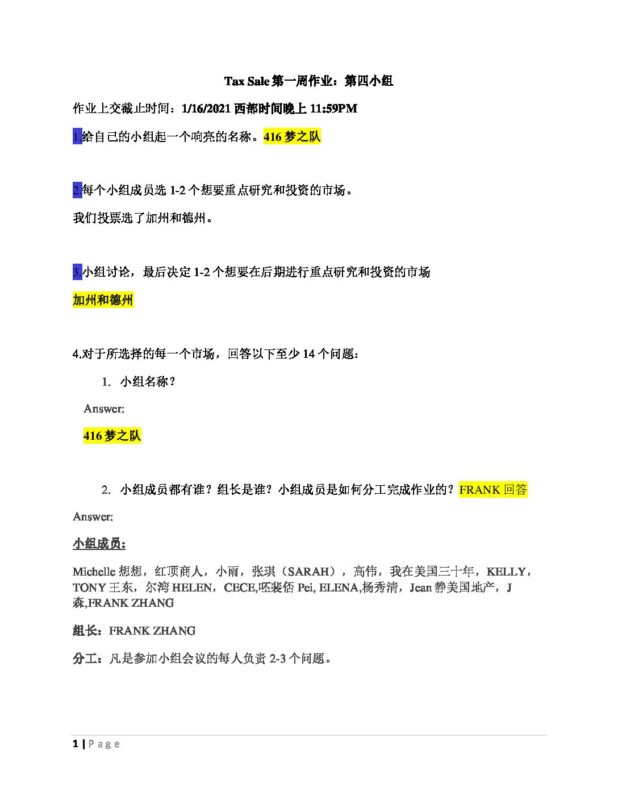 Tax Sale 第一周作业：第四小组
作业上交截止时间：1/16/2021 西部时间晚上 11:59PM
1.给自己的小组起一个响亮的名称。416 梦之队
2.每个小组成员选 1-2 个想要重点研究和投资的市场。
我们投票选了加州和德州。
3.小组讨论，最后决定 1-2 个想要在后期进行重点研究和投资的市场
加州和德州
4.对于所选择的每一个市场，回答以下至少 14 个问题：
1. 小组名称？
Answer:
416 梦之队
2. 小组成员都有谁？组长是谁？小组成员是如何分工完成作业的？FRANK 回答
Answer:
小组成员:
Michelle 想想，红顶商人，小雨，张琪（SARAH），高伟，我在美国三十年，KELLY，
TONY 王东，尔湾 HELEN，CECE,呸裴佰 Pei, ELENA,杨秀清，Jean 静美国地产，J
森,FRANK ZHANG
组长：FRANK ZHANG
分工：凡是参加小组会议的每人负责 2-3 个问题。
1 | Page